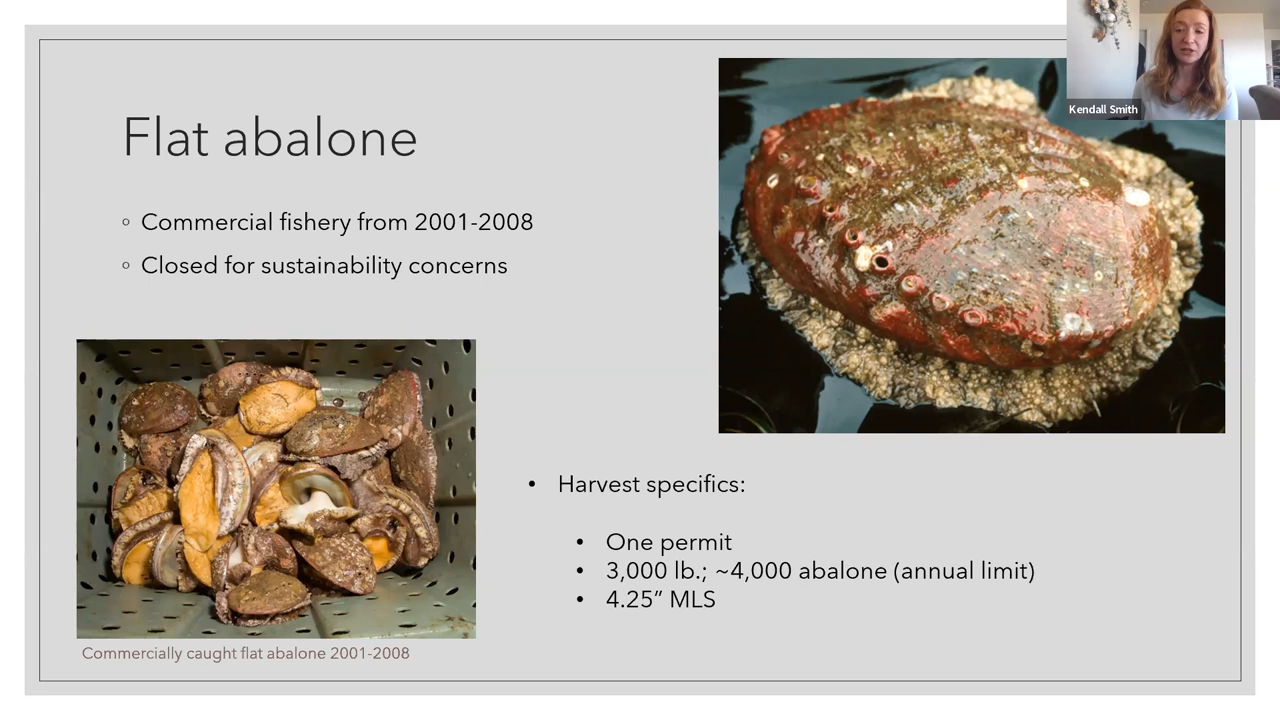 Kendall Smith
Flat abalone
Commercial fishery from 2001-2008
Closed for sustainability concerns
Commercially caught flat abalone 2001-2008
• Harvest specifics:
• One permit
• 3,000 lb.; ~4,000 abalone (annual limit)
• 4.25” MLS